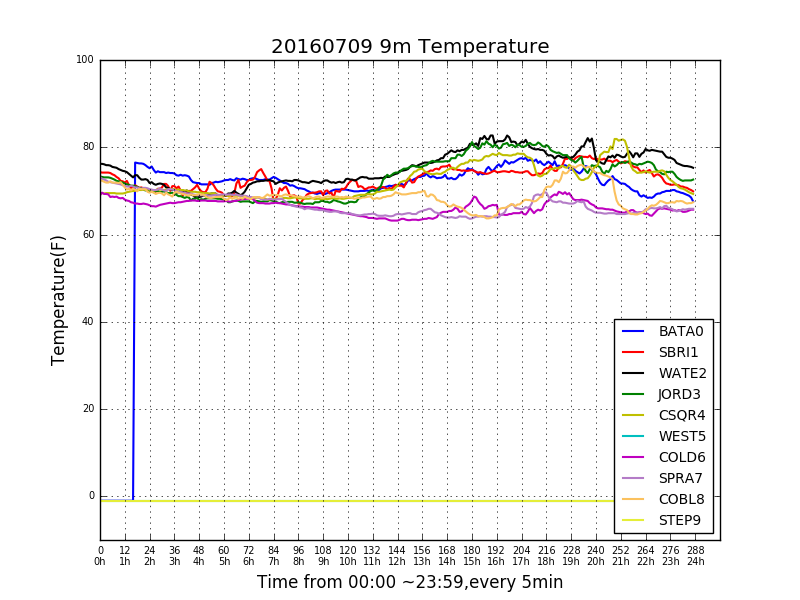 20160709 9m Temperature
Temperature(F)
100
80
60
40
20
0
0 12 24 36 48 60 72 84 96 108 120 132 144 156 168 180 192 204 216 228 240 252 264 276 288
0h 1h 2h 3h 4h 5h 6h 7h 8h 9h 10h 11h 12h 13h 14h 15h 16h 17h 18h 19h 20h 21h 22h 23h 24h
Time from 00:00 ~23:59,every 5min
BATA0
SBRI1
WATE2
JORD3
CSQR4
WEST5
COLD6
SPRA7
COBL8
STEP9